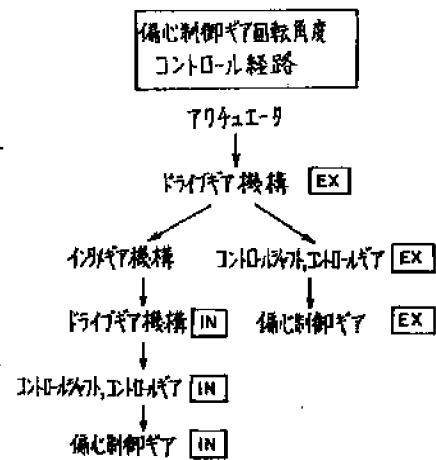 偏心制御ギア回転角度
コントロール経路
アクチュエータ
ドライブギア機構 EX
インタメギア機構 コントロールシャフト,コントロールギア EX
ドライブギア機構 IN 偏心制御ギア EX
コントロールシャフト,コントロールギア IN
偏心制御ギア IN